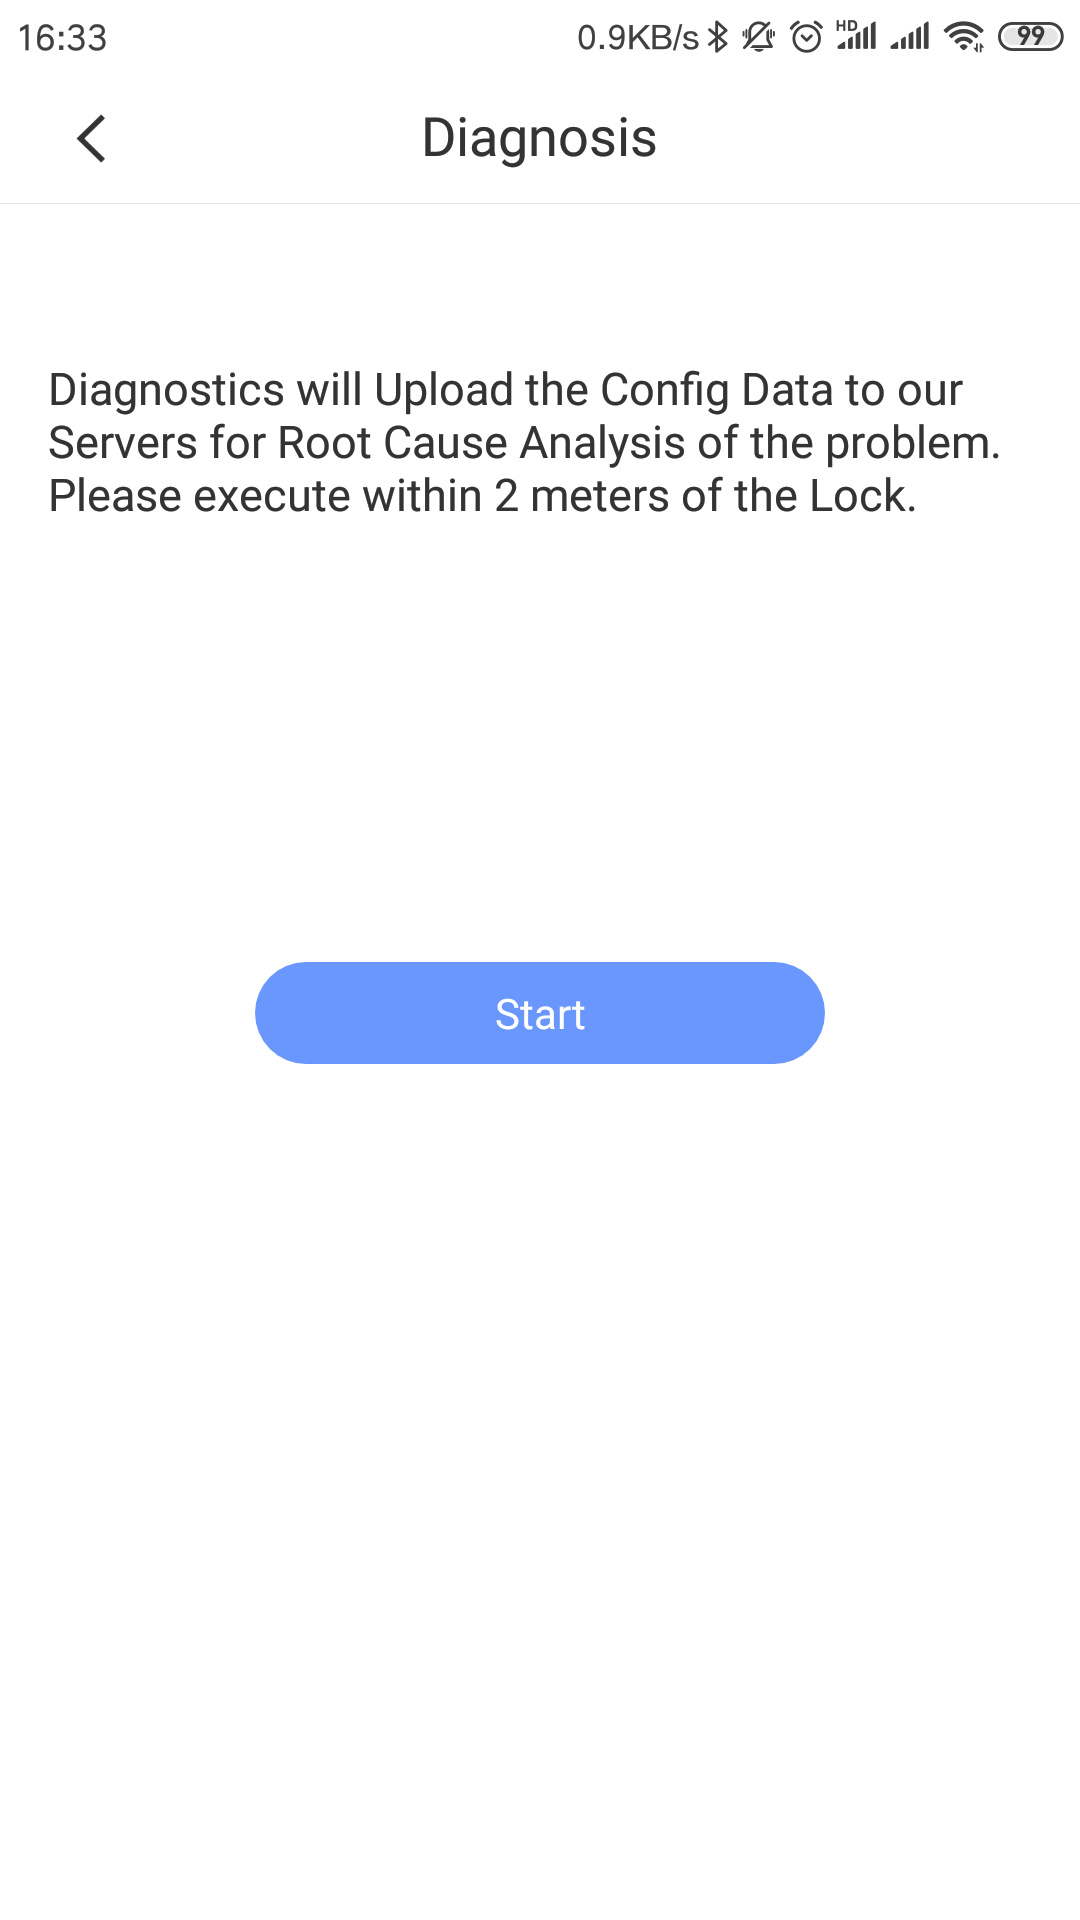 16:33
0.9KB/s HD 99
Diagnosis
Diagnostics will Upload the Config Data to our
Servers for Root Cause Analysis of the problem.
Please execute within 2 meters of the Lock.
Start